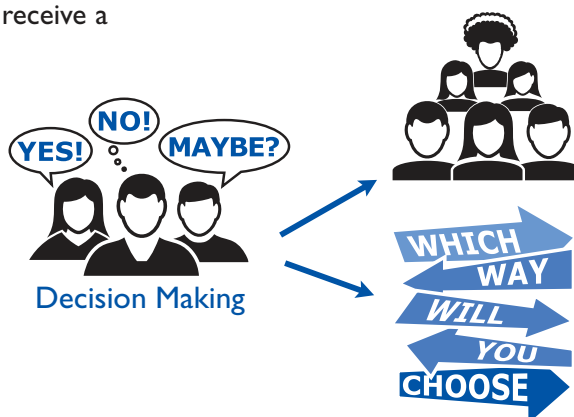 receive a
NO!
YES!
MAYBE?
Decision Making
WHICH
WAY
WILL
YOU
CHOOSE